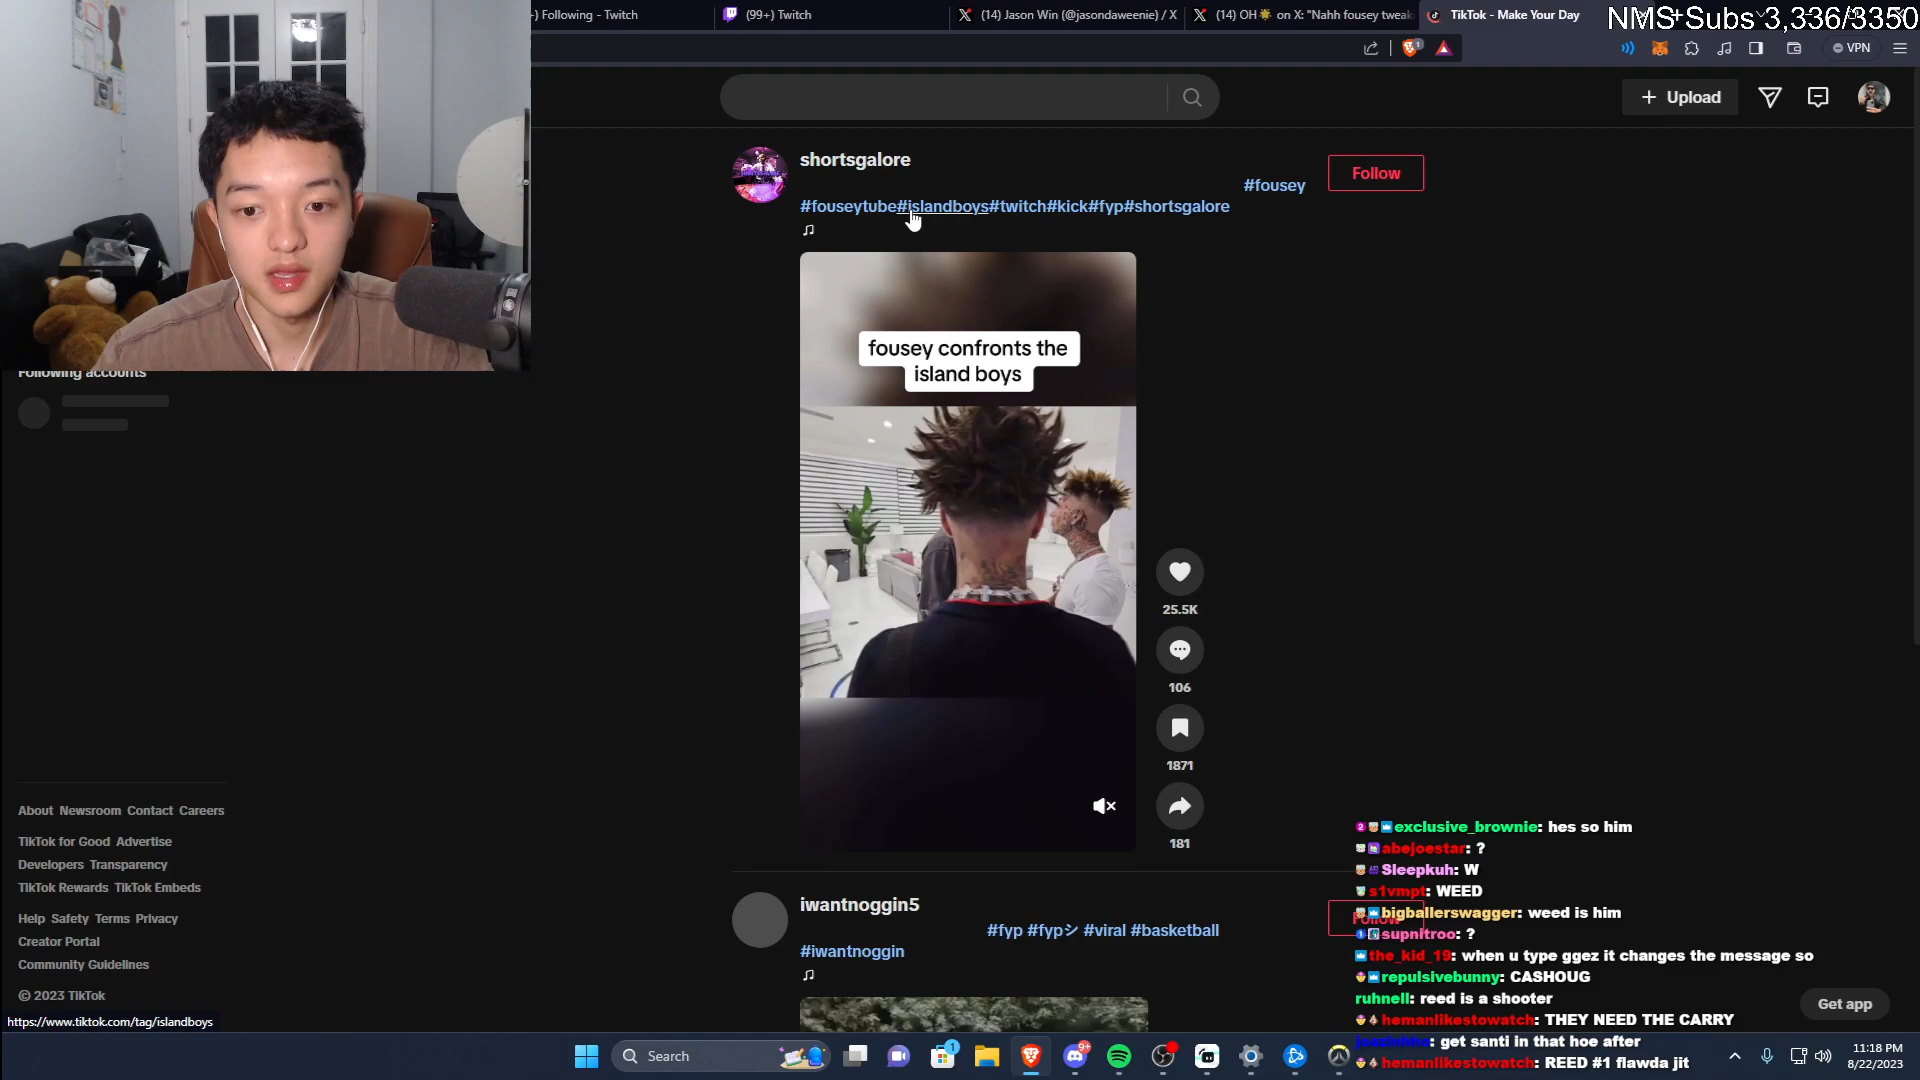 +) Following - Twitch
(99+) Twitch
(14) Jason Win (@jasondaweenie) / X
(14) OH on X: "Nahh fousey tweak
TikTok - Make Your Day
NMS Subs 3,336/3350
VPN
Upload
shortsgalore
#fousey
Follow
#fouseytube#islandboys#twitch#kick#fyp#shortsgalore
fousey confronts the
island boys
Following accounts
25.5K
106
1871
181
About Newsroom Contact Careers
TikTok for Good Advertise
Developers Transparency
TikTok Rewards TikTok Embeds
Help Safety Terms Privacy
Creator Portal
Community Guidelines
© 2023 TikTok
https://www.tiktok.com/tag/islandboys
iwantnoggin5
#fyp #fypシ #viral #basketball
#iwantnoggin
exclusive_brownie: hes so him
abejoestar: ?
Sleepkuh: W
s1vmpt: WEED
bigballerswagger: weed is him
supnitroo: ?
the_kid_19: when u type ggez it changes the message so
repulsivebunny: CASHOUG
ruhnell: reed is a shooter
hemanlikestowatch: THEY NEED THE CARRY
get santi in that hoe after
hemanlikestowatch: REED #1 flawda jit
Get app
Search
1
9+
11:18 PM
8/22/2023